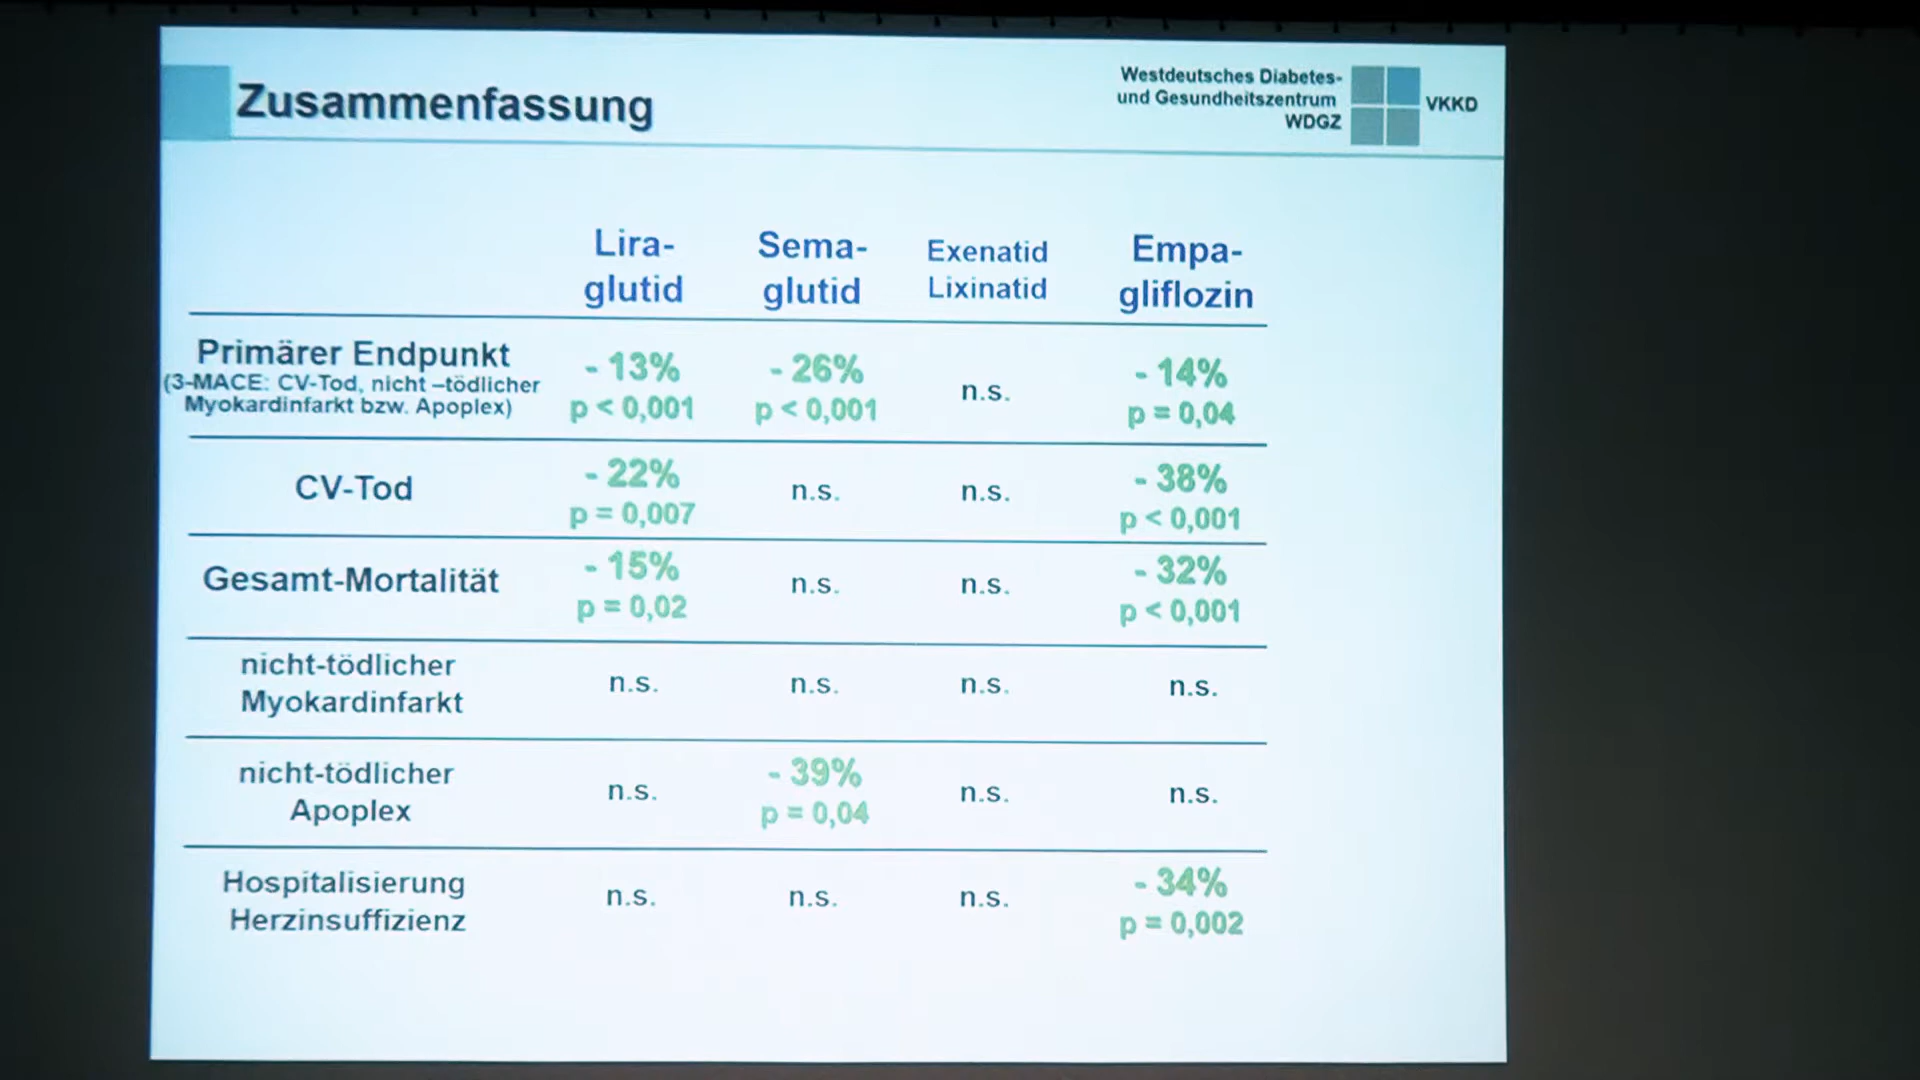 Zusammenfassung
Westdeutsches Diabetes-
und Gesundheitszentrum
WDGZ
VKKD
Lira-
glutid
Sema-
glutid
Exenatid
Lixinatid
Empa-
gliflozin
Primärer Endpunkt
(3-MACE: CV-Tod, nicht –tödlicher
Myokardinfarkt bzw. Apoplex)
- 13%
p < 0,001
- 26%
p < 0,001
n.s.
- 14%
p = 0,04
CV-Tod
- 22%
p = 0,007
n.s.
n.s.
- 38%
p < 0,001
Gesamt-Mortalität
- 15%
p = 0,02
n.s.
n.s.
- 32%
p < 0,001
nicht-tödlicher
Myokardinfarkt
n.s.
n.s.
n.s.
n.s.
nicht-tödlicher
Apoplex
n.s.
- 39%
p = 0,04
n.s.
n.s.
Hospitalisierung
Herzinsuffizienz
n.s.
n.s.
n.s.
- 34%
p = 0,002